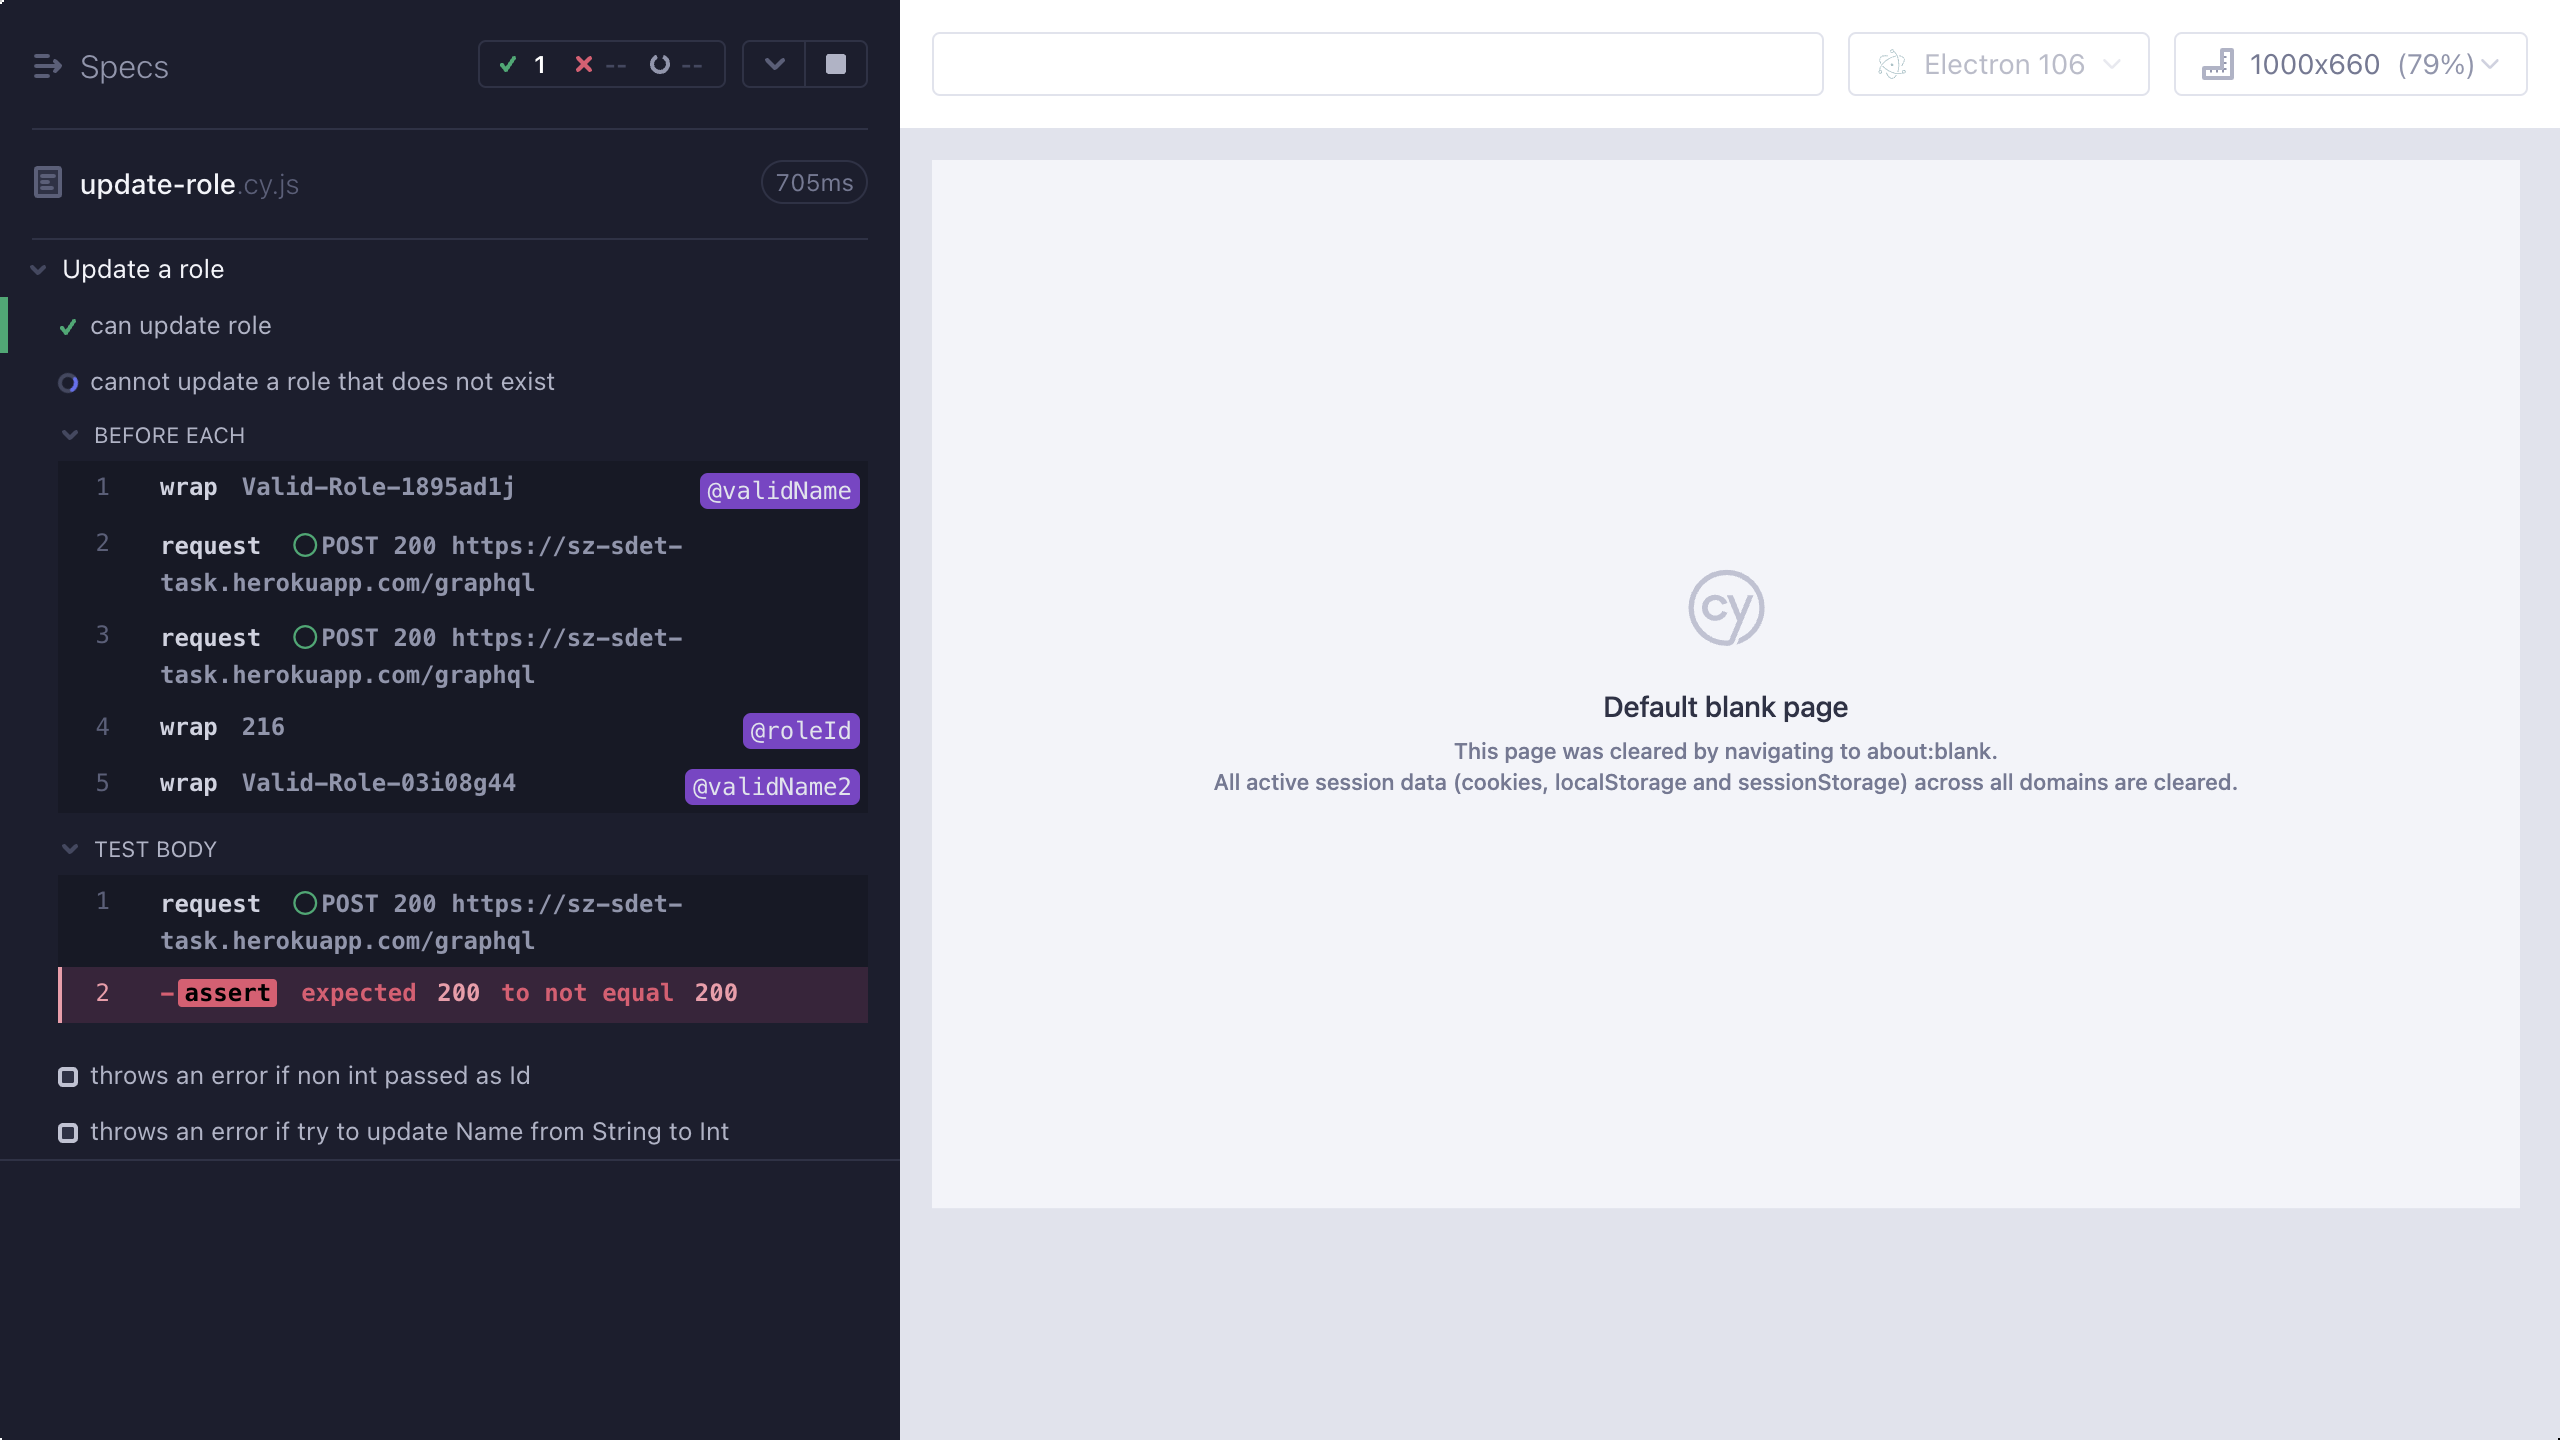 Specs
1 -- --
update-role.cy.js
705ms
Update a role
can update role
cannot update a role that does not exist
BEFORE EACH
1 wrap Valid-Role-1895ad1j @validName
2 request POST 200 https://sz-sdet-
task.herokuapp.com/graphql
3 request POST 200 https://sz-sdet-
task.herokuapp.com/graphql
4 wrap 216 @roleId
5 wrap Valid-Role-03i08g44 @validName2
TEST BODY
1 request POST 200 https://sz-sdet-
task.herokuapp.com/graphql
2 -assert expected 200 to not equal 200
throws an error if non int passed as Id
throws an error if try to update Name from String to Int
Electron 106
1000x660 (79%)
cy
Default blank page
This page was cleared by navigating to about:blank.
All active session data (cookies, localStorage and sessionStorage) across all domains are cleared.